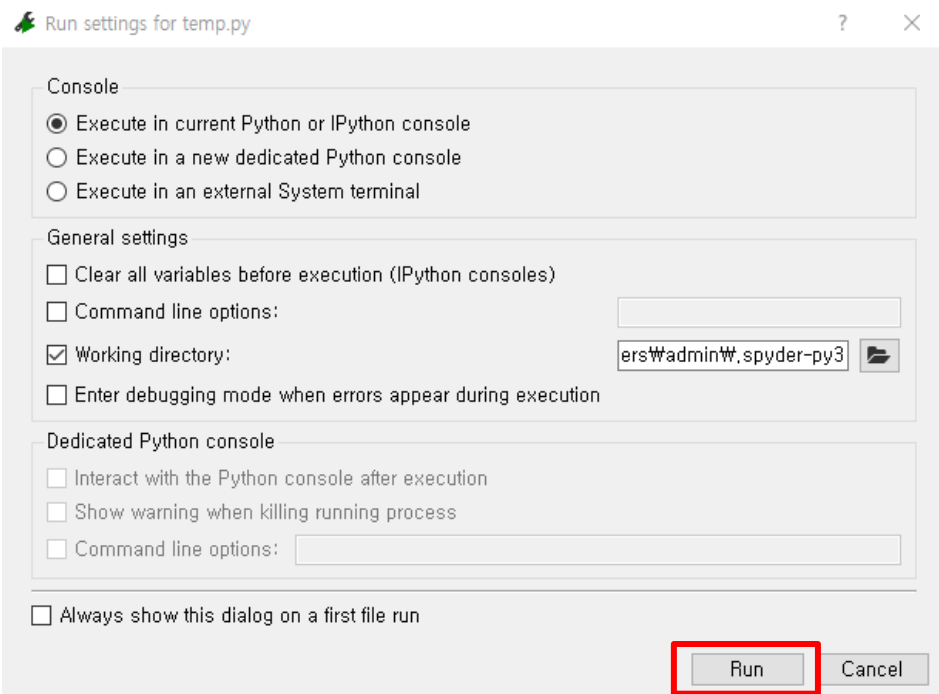 Run settings for temp.py
?
Console
Execute in current Python or IPython console
Execute in a new dedicated Python console
Execute in an external System terminal
General settings
Clear all variables before execution (IPython consoles)
Command line options:
Working directory: ers₩admin₩.spyder-py3
Enter debugging mode when errors appear during execution
Dedicated Python console
Interact with the Python console after execution
Show warning when killing running process
Command line options:
Always show this dialog on a first file run
Run Cancel